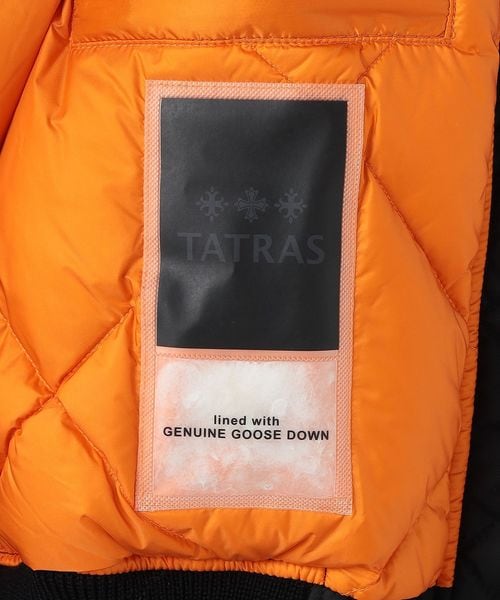 TATRAS
lined with
GENUINE GOOSE DOWN